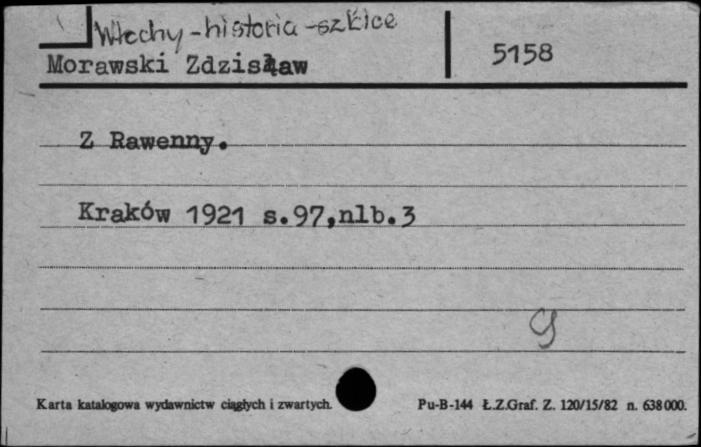 Włochy - historia - szkice
Morawski Zdzisław
5158
Z Rawenny.
Kraków 1921 s.97,nlb.3
Karta katalogowa wydawnictw ciągłych i zwartych.
Pu-B-144 Ł.Z.Graf. Z. 120/15/82 n. 638000.